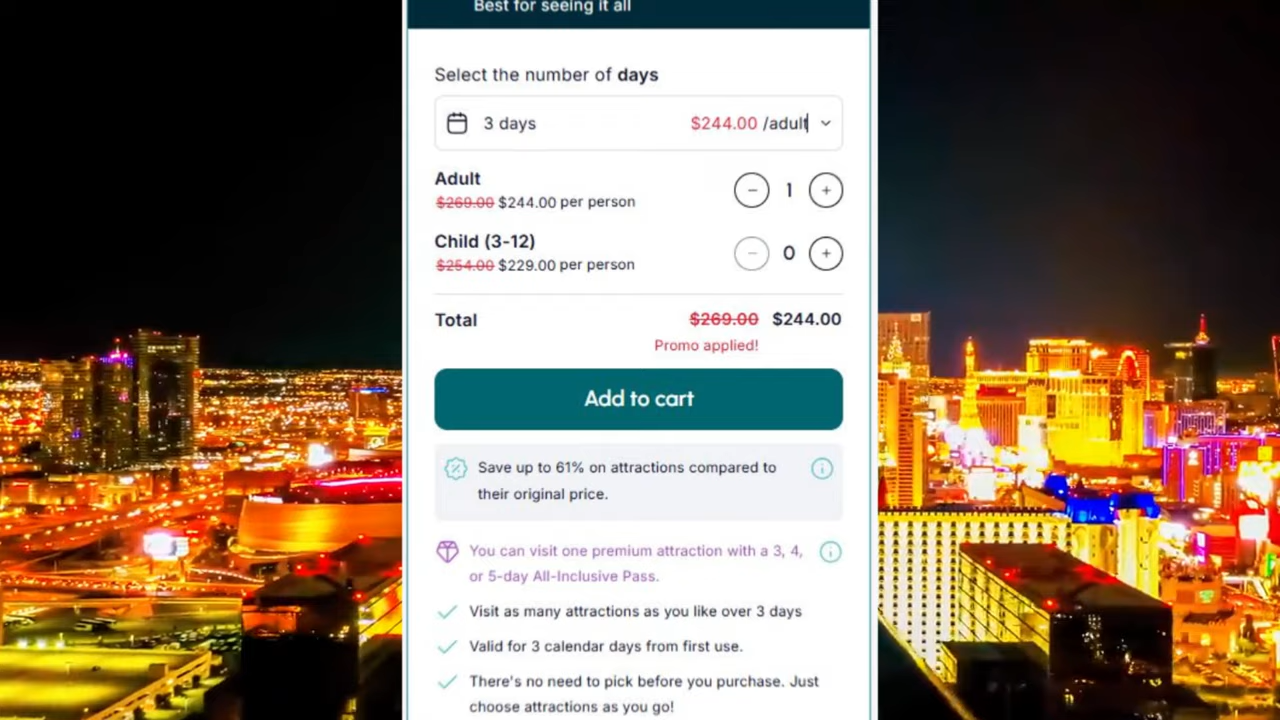 Best for seeing it all
Select the number of days
3 days $244.00 /adult
Adult
$269.00 $244.00 per person
− 1 +
Child (3-12)
$254.00 $229.00 per person
− 0 +
Total $269.00 $244.00
Promo applied!
Add to cart
Save up to 61% on attractions compared to
their original price.
You can visit one premium attraction with a 3, 4,
or 5-day All-Inclusive Pass.
Visit as many attractions as you like over 3 days
Valid for 3 calendar days from first use.
There's no need to pick before you purchase. Just
choose attractions as you go!